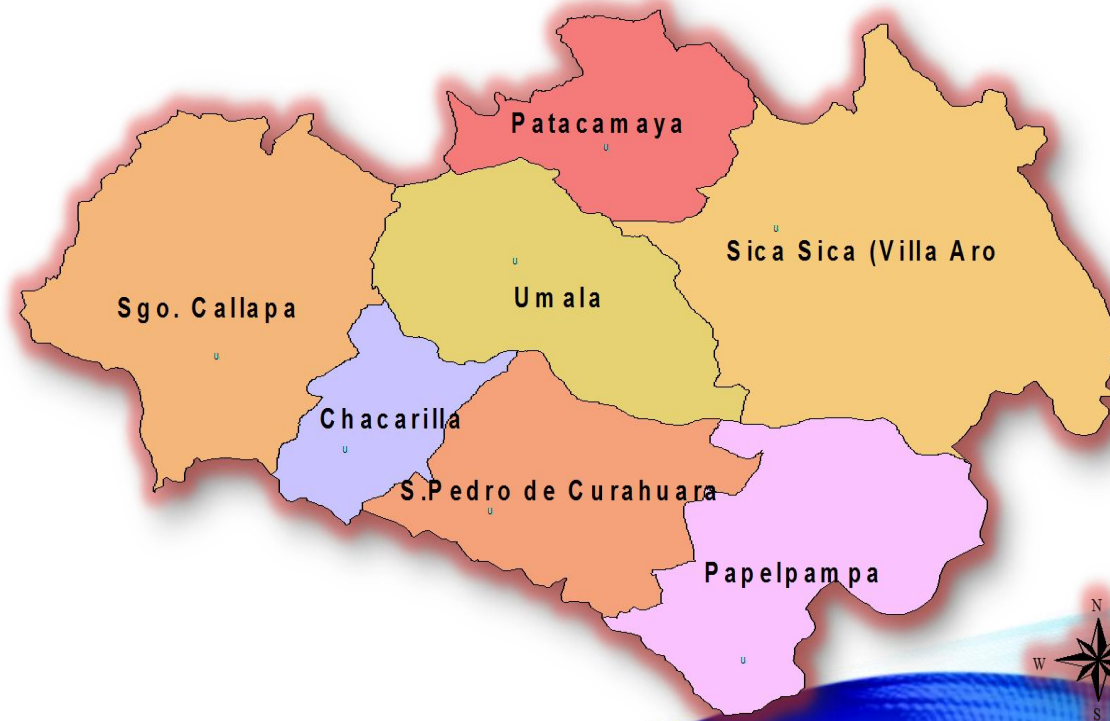 Patacamaya
Sica Sica (Villa Aro
Umala
Sgo. Callapa
Chacarilla
S.Pedro de Curahuara
Papelpampa
N
W
S